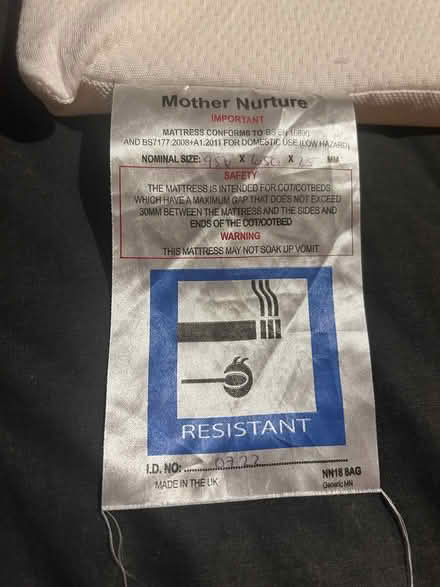 Mother Nurture
IMPORTANT
MATTRESS CONFORMS TO BS EN 16890
AND BS7177:2008+A1:2011 FOR DOMESTIC USE (LOW HAZARD)
NOMINAL SIZE: X X MM
SAFETY
THE MATTRESS IS INTENDED FOR COT/COTBEDS
WHICH HAVE A MAXIMUM GAP THAT DOES NOT EXCEED
30MM BETWEEN THE MATTRESS AND THE SIDES AND
ENDS OF THE COT/COTBED
WARNING
THIS MATTRESS MAY NOT SOAK UP VOMIT.
RESISTANT
I.D. NO: 0722
MADE IN THE UK
NN18 8AG
Generic MN